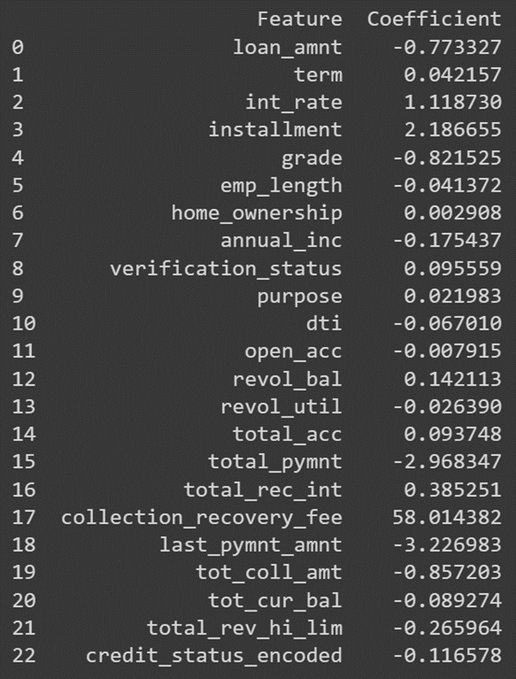 Feature Coefficient
0 loan_amnt -0.773327
1 term 0.042157
2 int_rate 1.118730
3 installment 2.186655
4 grade -0.821525
5 emp_length -0.041372
6 home_ownership 0.002908
7 annual_inc -0.175437
8 verification_status 0.095559
9 purpose 0.021983
10 dti -0.067010
11 open_acc -0.007915
12 revol_bal 0.142113
13 revol_util -0.026390
14 total_acc 0.093748
15 total_pymnt -2.968347
16 total_rec_int 0.385251
17 collection_recovery_fee 58.014382
18 last_pymnt_amnt -3.226983
19 tot_coll_amt -0.857203
20 tot_cur_bal -0.089274
21 total_rev_hi_lim -0.265964
22 credit_status_encoded -0.116578